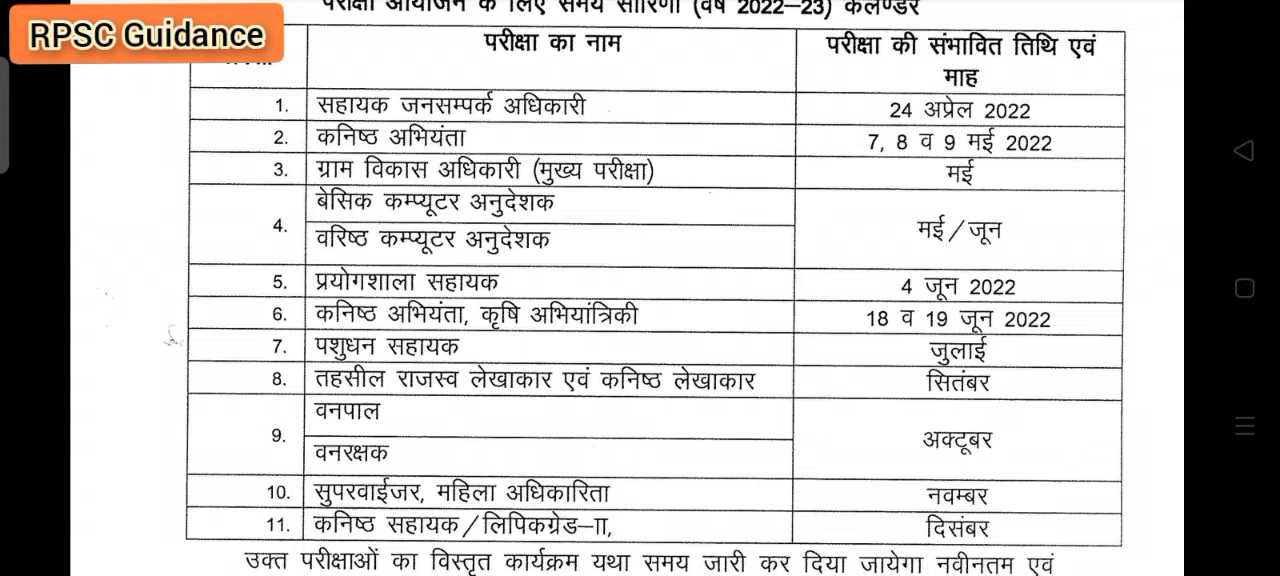 परीक्षा आयोजन के लिए समय सारिणी (वर्ष 2022–23) कलैण्डर
RPSC Guidance
परीक्षा का नाम
परीक्षा की संभावित तिथि एवं
माह
1. सहायक जनसम्पर्क अधिकारी 24 अप्रेल 2022
2. कनिष्ठ अभियंता 7, 8 व 9 मई 2022
3. ग्राम विकास अधिकारी (मुख्य परीक्षा) मई
4. बेसिक कम्प्यूटर अनुदेशक
वरिष्ठ कम्प्यूटर अनुदेशक
मई/जून
5. प्रयोगशाला सहायक 4 जून 2022
6. कनिष्ठ अभियंता, कृषि अभियांत्रिकी 18 व 19 जून 2022
7. पशुधन सहायक जुलाई
8. तहसील राजस्व लेखाकार एवं कनिष्ठ लेखाकार सितंबर
9. वनपाल
वनरक्षक
अक्टूबर
10. सुपरवाईजर, महिला अधिकारिता नवम्बर
11. कनिष्ठ सहायक/लिपिकग्रेड–II, दिसंबर
उक्त परीक्षाओं का विस्तृत कार्यक्रम यथा समय जारी कर दिया जायेगा नवीनतम एवं